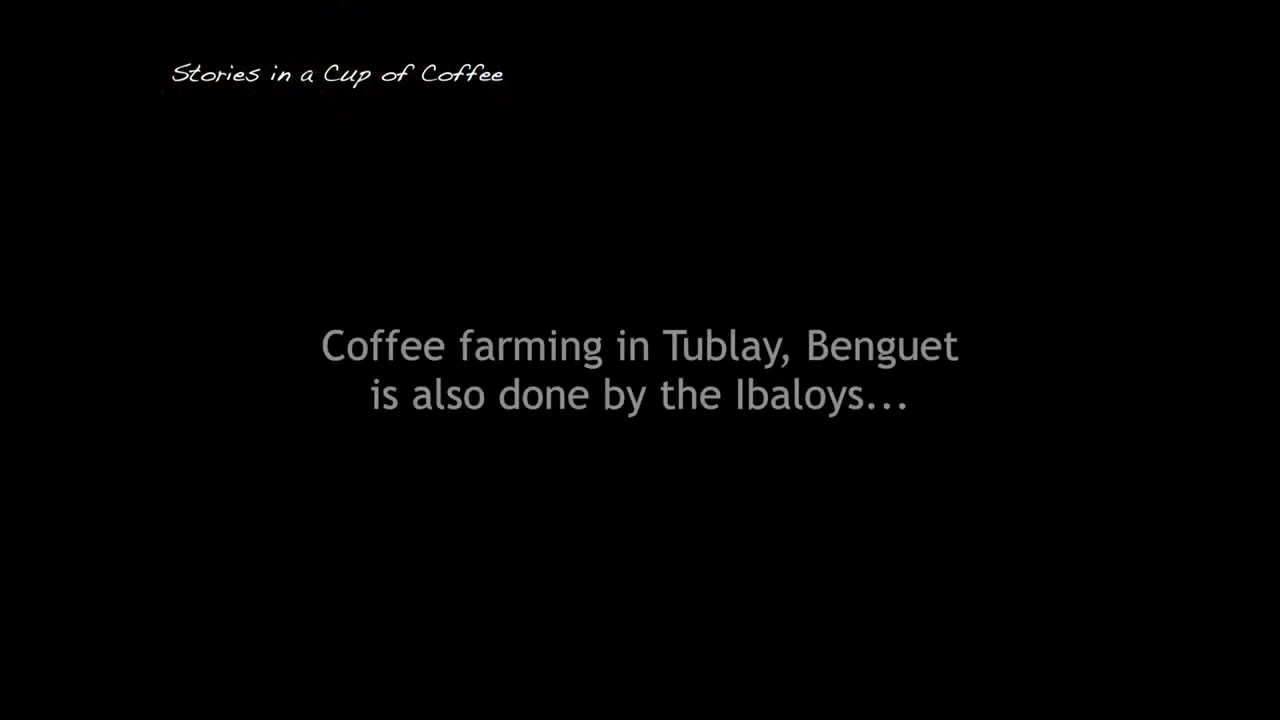 Stories in a Cup of Coffee
Coffee farming in Tublay, Benguet
is also done by the Ibaloys...